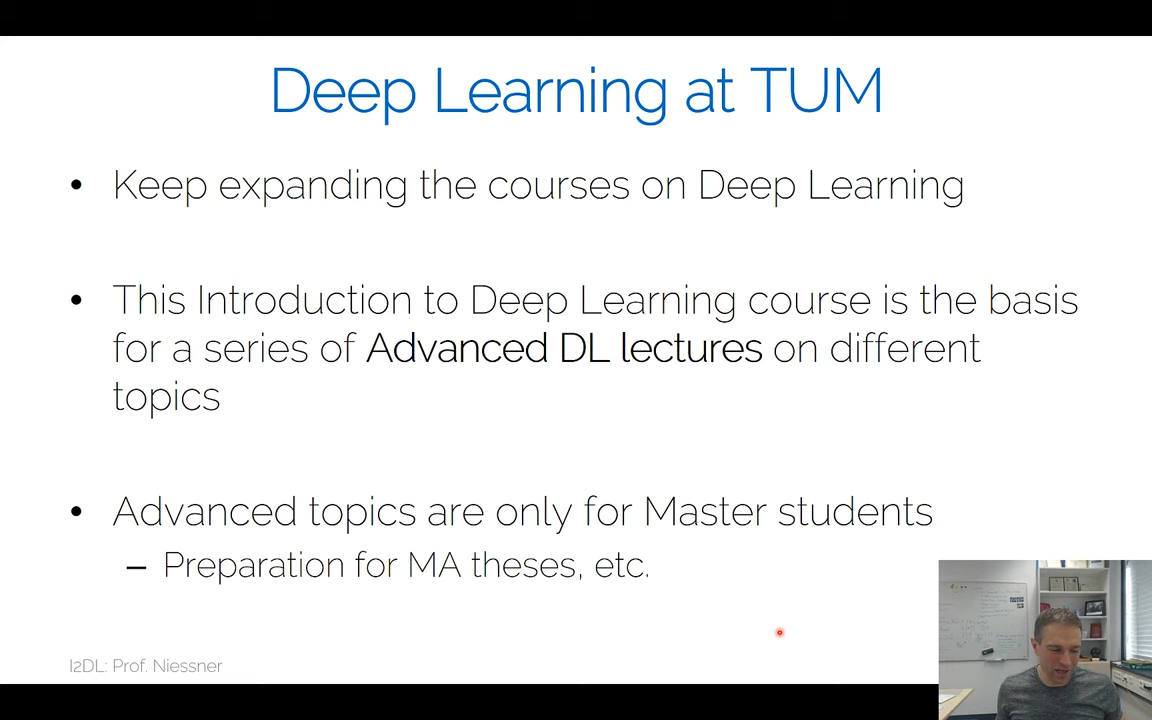 Deep Learning at TUM
• Keep expanding the courses on Deep Learning
• This Introduction to Deep Learning course is the basis
for a series of Advanced DL lectures on different
topics
• Advanced topics are only for Master students
– Preparation for MA theses, etc.
I2DL: Prof. Niessner